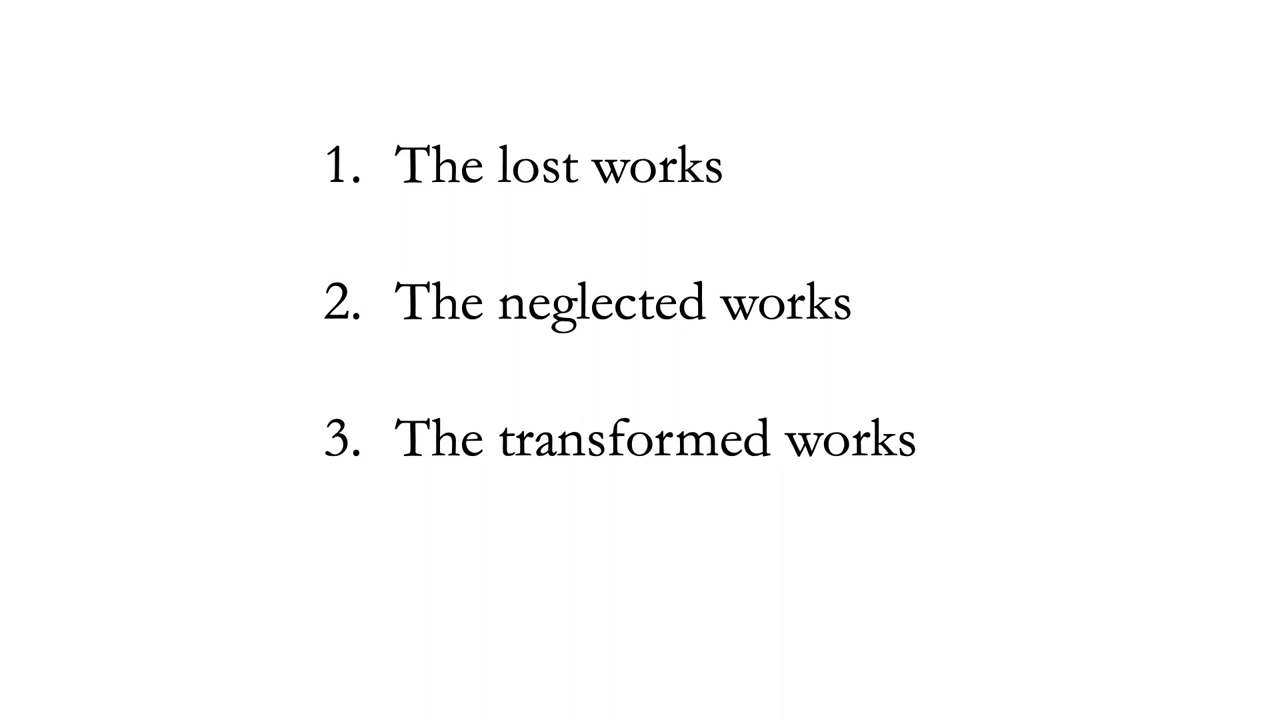 1. The lost works
2. The neglected works
3. The transformed works